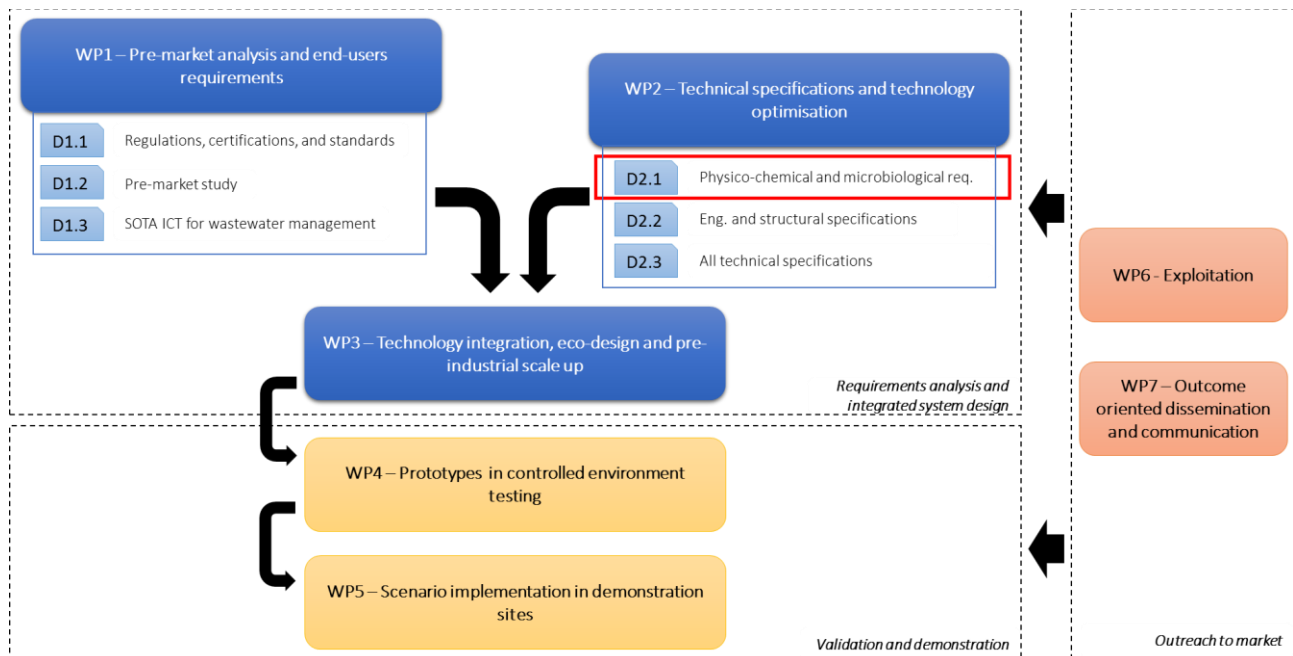 WP1 – Pre-market analysis and end-users
requirements
D1.1 Regulations, certifications, and standards
D1.2 Pre-market study
D1.3 SOTA ICT for wastewater management
WP2 – Technical specifications and technology
optimisation
D2.1 Physico-chemical and microbiological req.
D2.2 Eng. and structural specifications
D2.3 All technical specifications
WP3 – Technology integration, eco-design and pre-
industrial scale up
Requirements analysis and
integrated system design
WP4 – Prototypes in controlled environment
testing
WP5 – Scenario implementation in demonstration
sites
Validation and demonstration
WP6 - Exploitation
WP7 – Outcome
oriented dissemination
and communication
Outreach to market